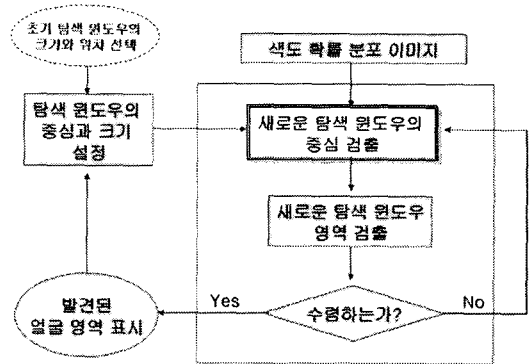 초기 탐색 윈도우의
크기와 위치 선택
색도 확률 분포 이미지
탐색 윈도우의
중심과 크기
설정
새로운 탐색 윈도우의
중심 검출
새로운 탐색 윈도우
영역 검출
발견된
얼굴 영역 표시
Yes
수렴하는가?
No